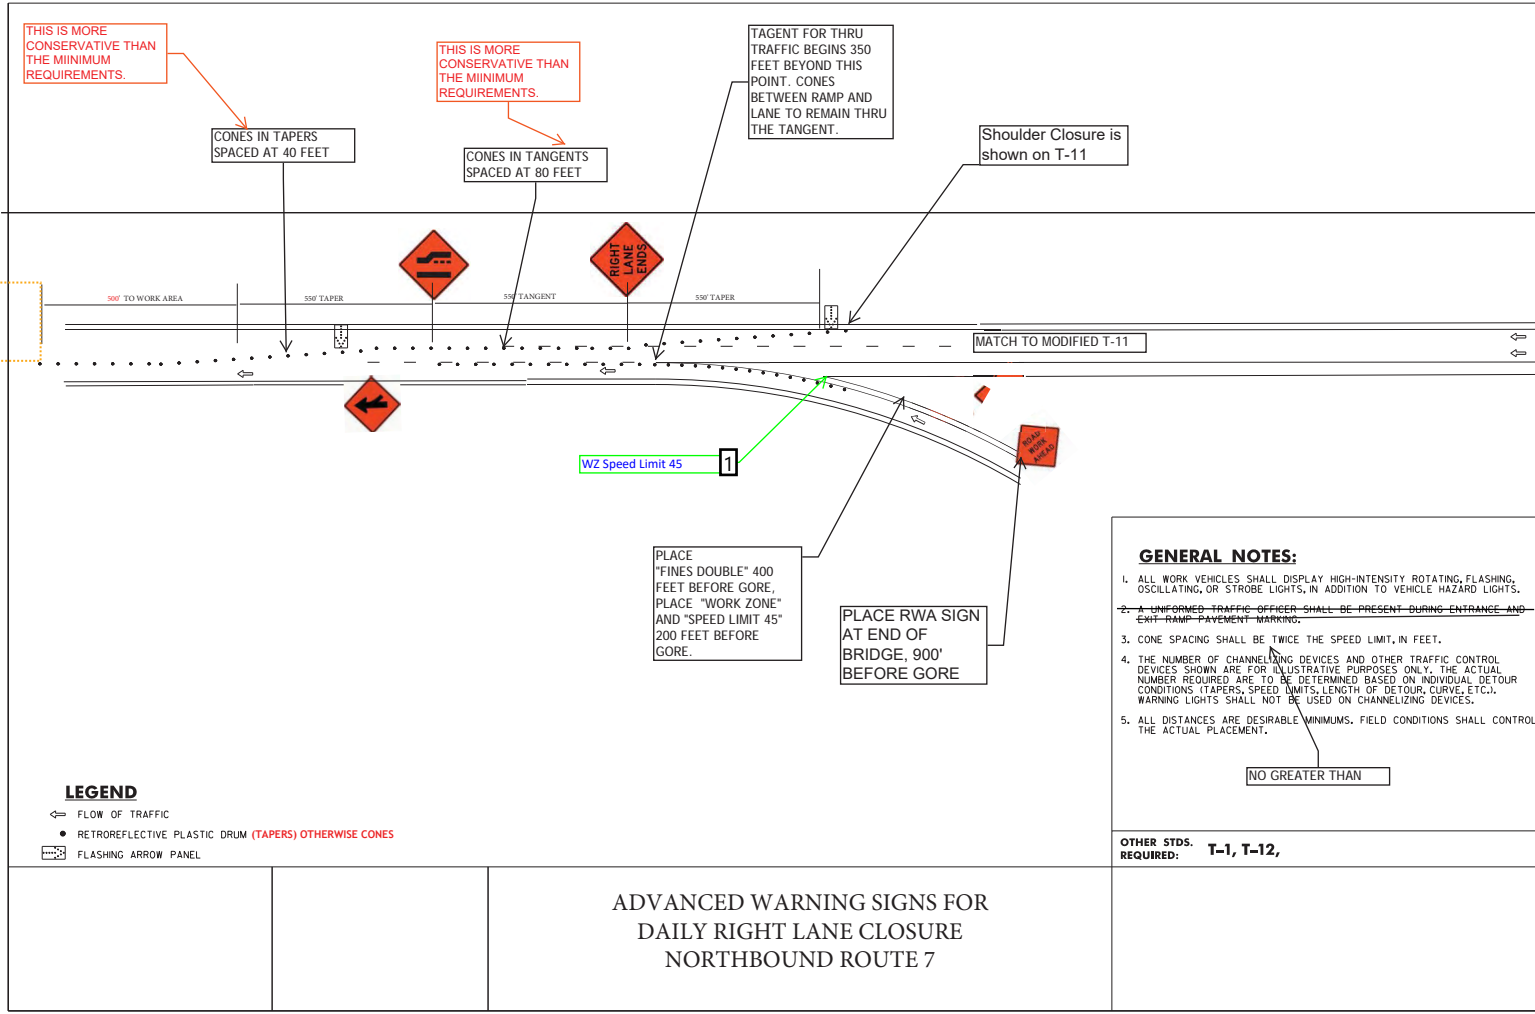 THIS IS MORE
CONSERVATIVE THAN
THE MIINIMUM
REQUIREMENTS.
THIS IS MORE
CONSERVATIVE THAN
THE MIINIMUM
REQUIREMENTS.
TAGENT FOR THRU
TRAFFIC BEGINS 350
FEET BEYOND THIS
POINT. CONES
BETWEEN RAMP AND
LANE TO REMAIN THRU
THE TANGENT.
CONES IN TAPERS
SPACED AT 40 FEET
CONES IN TANGENTS
SPACED AT 80 FEET
Shoulder Closure is
shown on T-11
RIGHT
LANE
ENDS
500' TO WORK AREA
550' TAPER
550' TANGENT
550' TAPER
MATCH TO MODIFIED T-11
ROAD
WORK
AHEAD
WZ Speed Limit 45
1
PLACE
"FINES DOUBLE" 400
FEET BEFORE GORE,
PLACE "WORK ZONE"
AND "SPEED LIMIT 45"
200 FEET BEFORE
GORE.
PLACE RWA SIGN
AT END OF
BRIDGE, 900'
BEFORE GORE
GENERAL NOTES:
1. ALL WORK VEHICLES SHALL DISPLAY HIGH-INTENSITY ROTATING, FLASHING,
OSCILLATING, OR STROBE LIGHTS, IN ADDITION TO VEHICLE HAZARD LIGHTS.
2. A UNIFORMED TRAFFIC OFFICER SHALL BE PRESENT DURING ENTRANCE AND
EXIT RAMP PAVEMENT MARKING.
3. CONE SPACING SHALL BE TWICE THE SPEED LIMIT, IN FEET.
4. THE NUMBER OF CHANNELIZING DEVICES AND OTHER TRAFFIC CONTROL
DEVICES SHOWN ARE FOR ILLUSTRATIVE PURPOSES ONLY. THE ACTUAL
NUMBER REQUIRED ARE TO BE DETERMINED BASED ON INDIVIDUAL DETOUR
CONDITIONS (TAPERS, SPEED LIMITS, LENGTH OF DETOUR, CURVE, ETC.).
WARNING LIGHTS SHALL NOT BE USED ON CHANNELIZING DEVICES.
5. ALL DISTANCES ARE DESIRABLE MINIMUMS. FIELD CONDITIONS SHALL CONTROL
THE ACTUAL PLACEMENT.
NO GREATER THAN
LEGEND
FLOW OF TRAFFIC
RETROREFLECTIVE PLASTIC DRUM (TAPERS) OTHERWISE CONES
FLASHING ARROW PANEL
OTHER STDS.
REQUIRED: T-1, T-12,
ADVANCED WARNING SIGNS FOR
DAILY RIGHT LANE CLOSURE
NORTHBOUND ROUTE 7